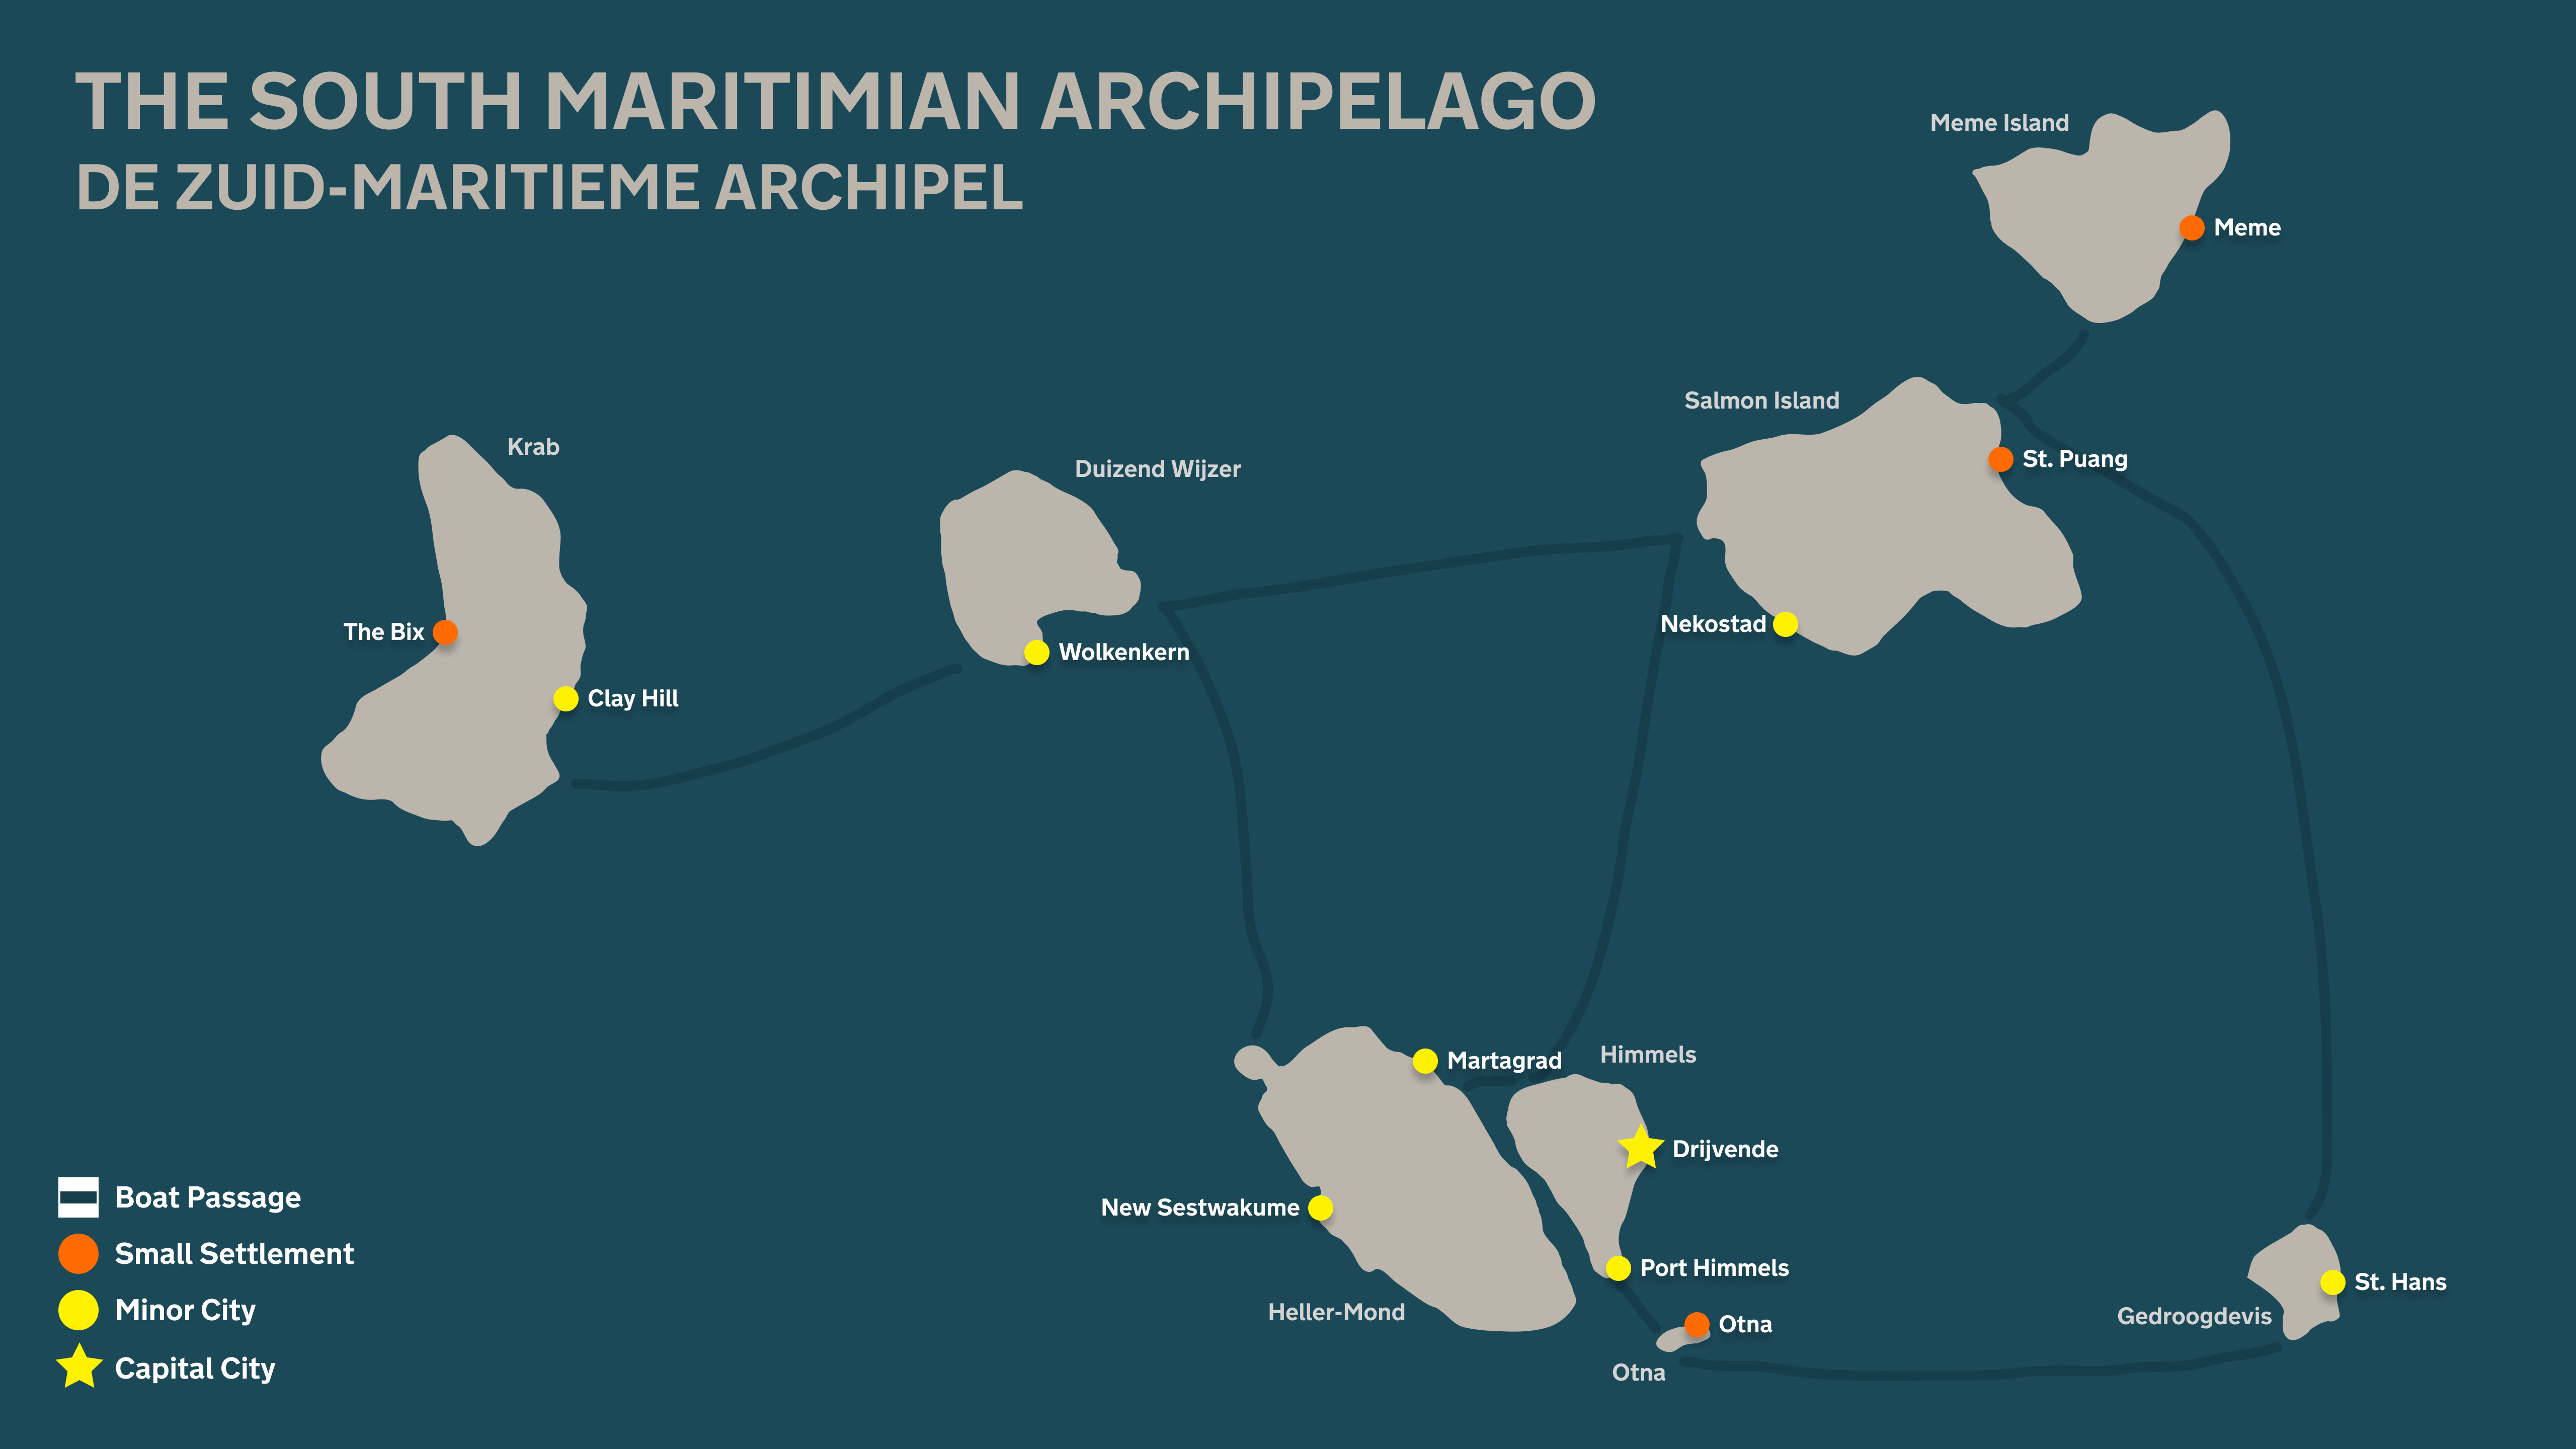 THE SOUTH MARITIMIAN ARCHIPELAGO
DE ZUID-MARITIEME ARCHIPEL
Meme Island
Meme
Salmon Island
Krab
Duizend Wijzer
St. Puang
Nekostad
The Bix
Wolkenkern
Clay Hill
Himmels
Martagrad
Drijvende
Boat Passage
New Sestwakume
Small Settlement
Port Himmels
St. Hans
Minor City
Heller-Mond
Gedroogdevis
Otna
Capital City
Otna